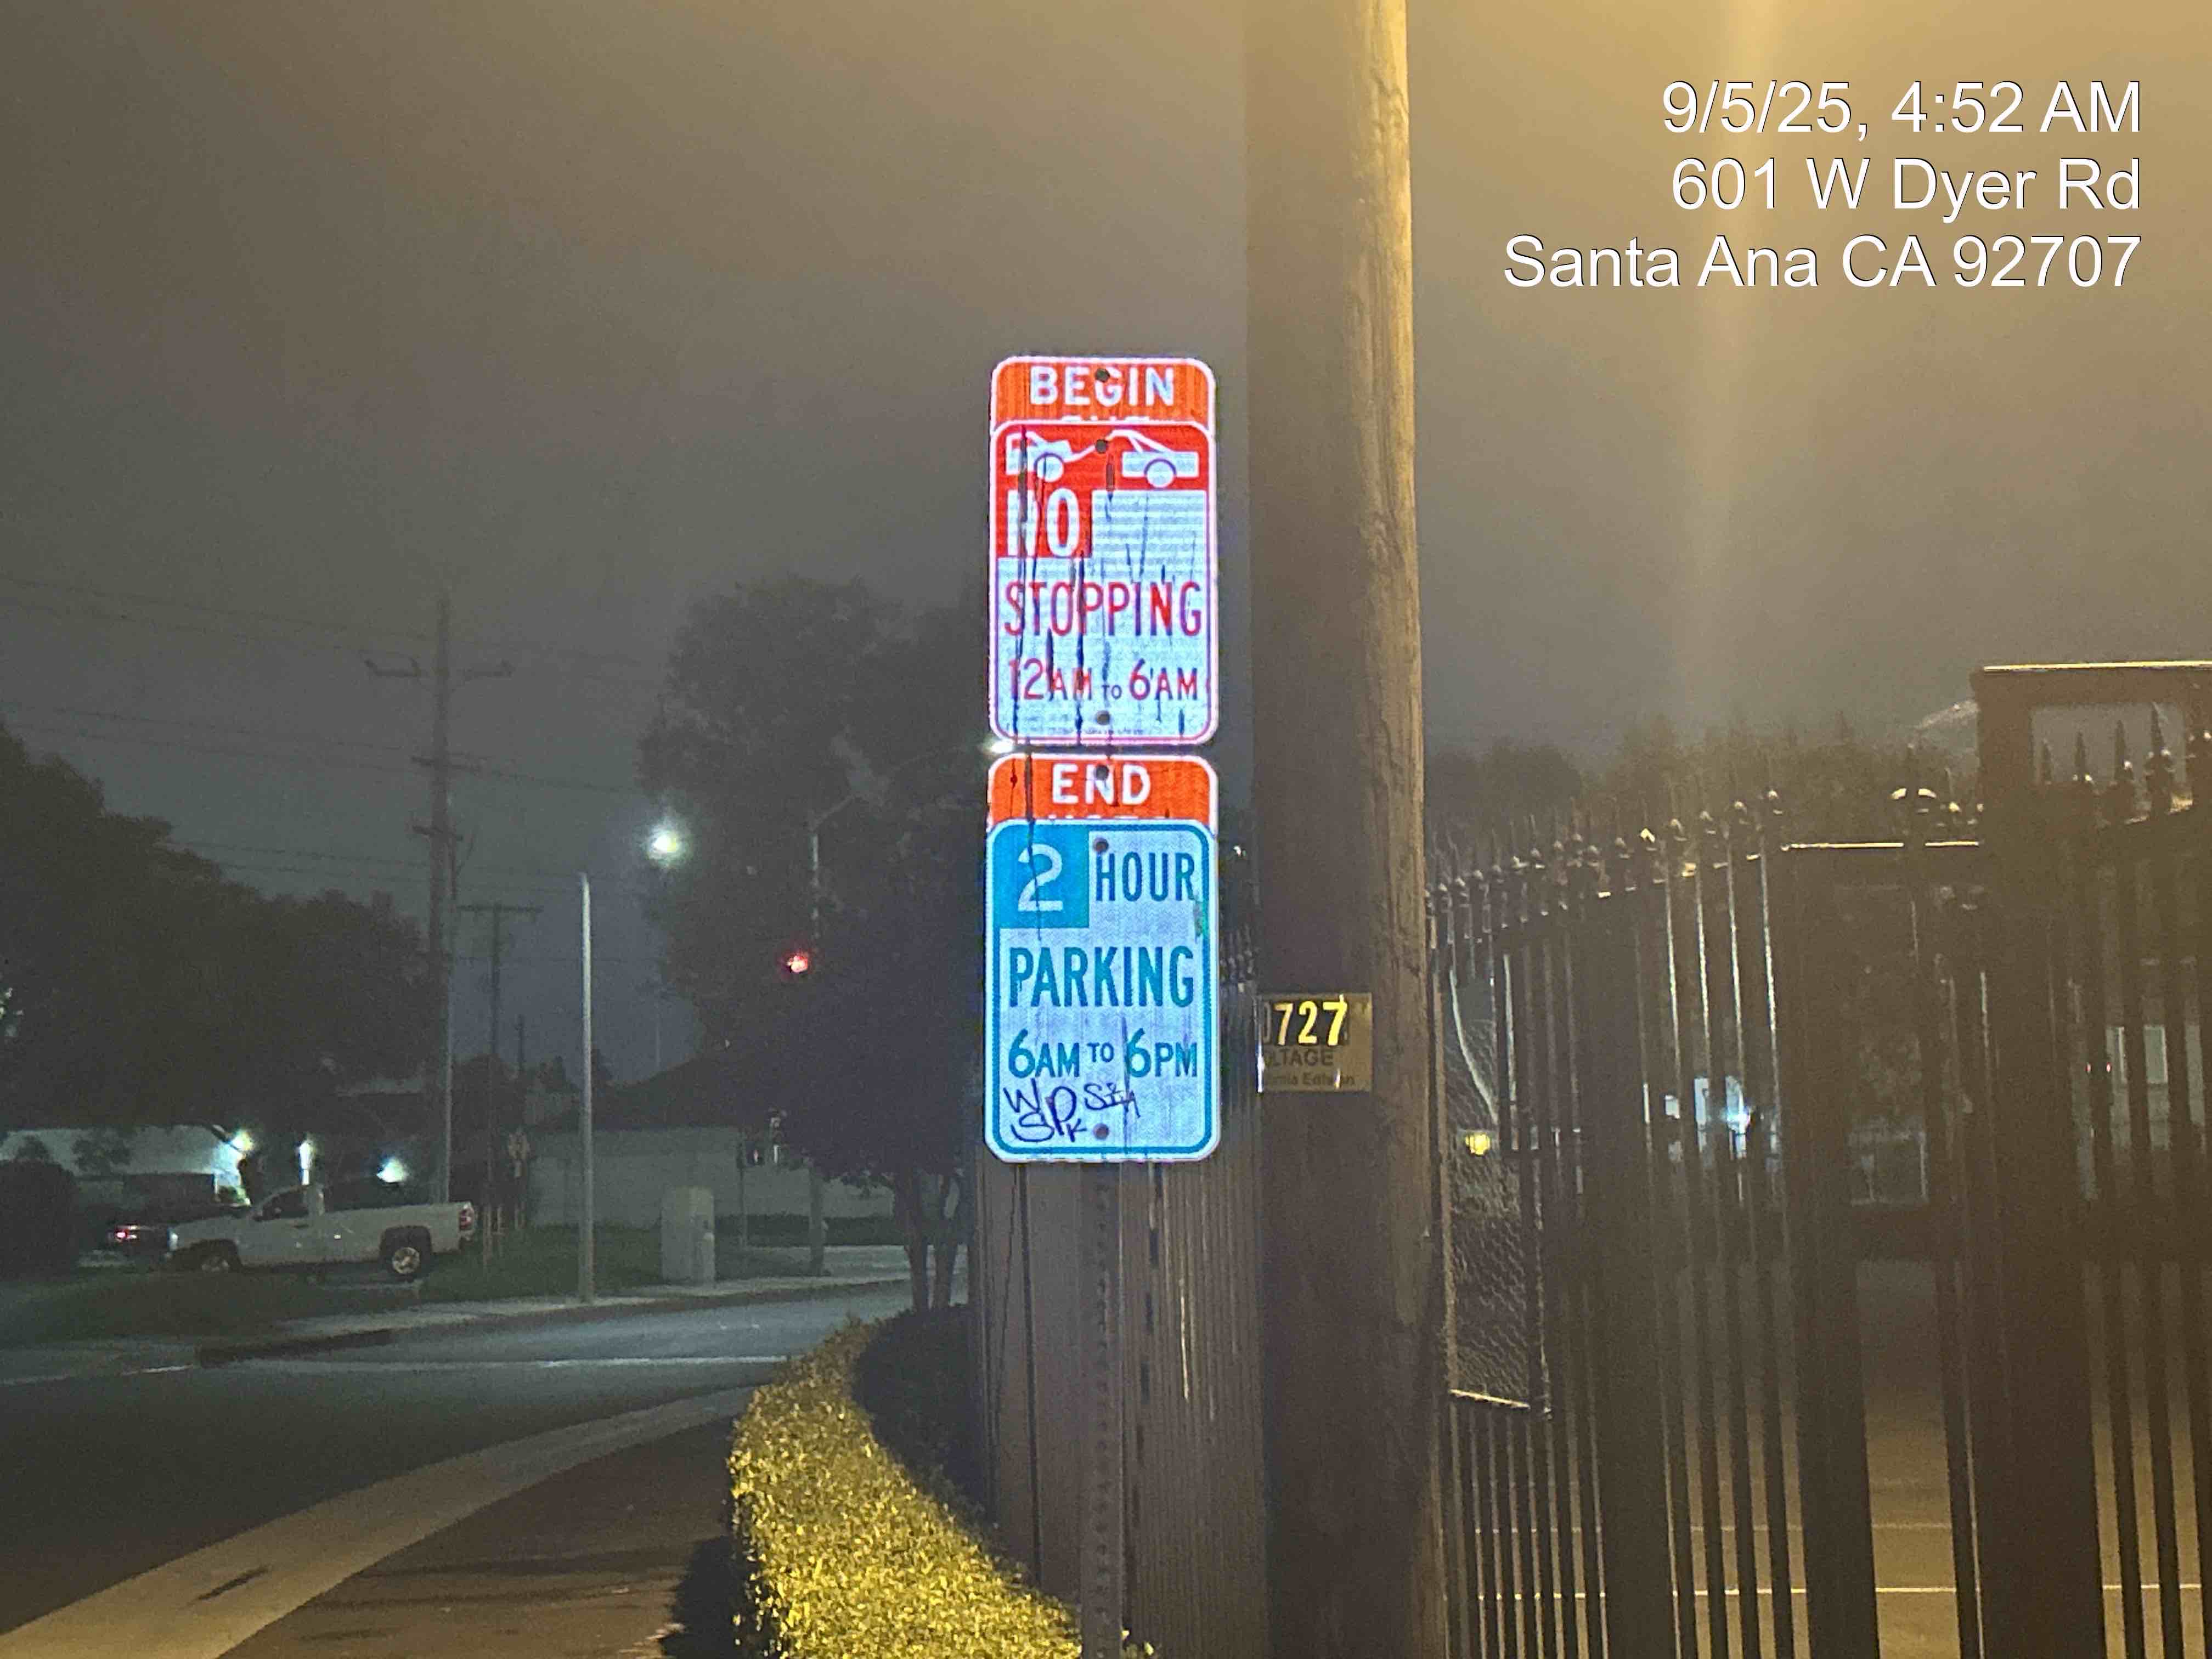 9/5/25, 4:52 AM
601 W Dyer Rd
Santa Ana CA 92707
BEGIN
NO
STOPPING
12AM TO 6AM
END
2 HOUR
PARKING
6AM TO 6PM
727